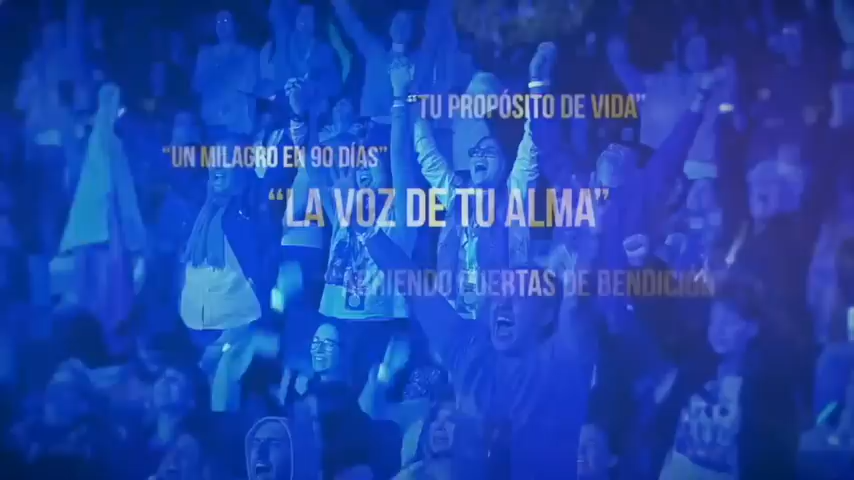 "TU PROPÓSITO DE VIDA"
"UN MILAGRO EN 90 DÍAS"
"LA VOZ DE TU ALMA"
PUERTAS DE BENDICIÓN